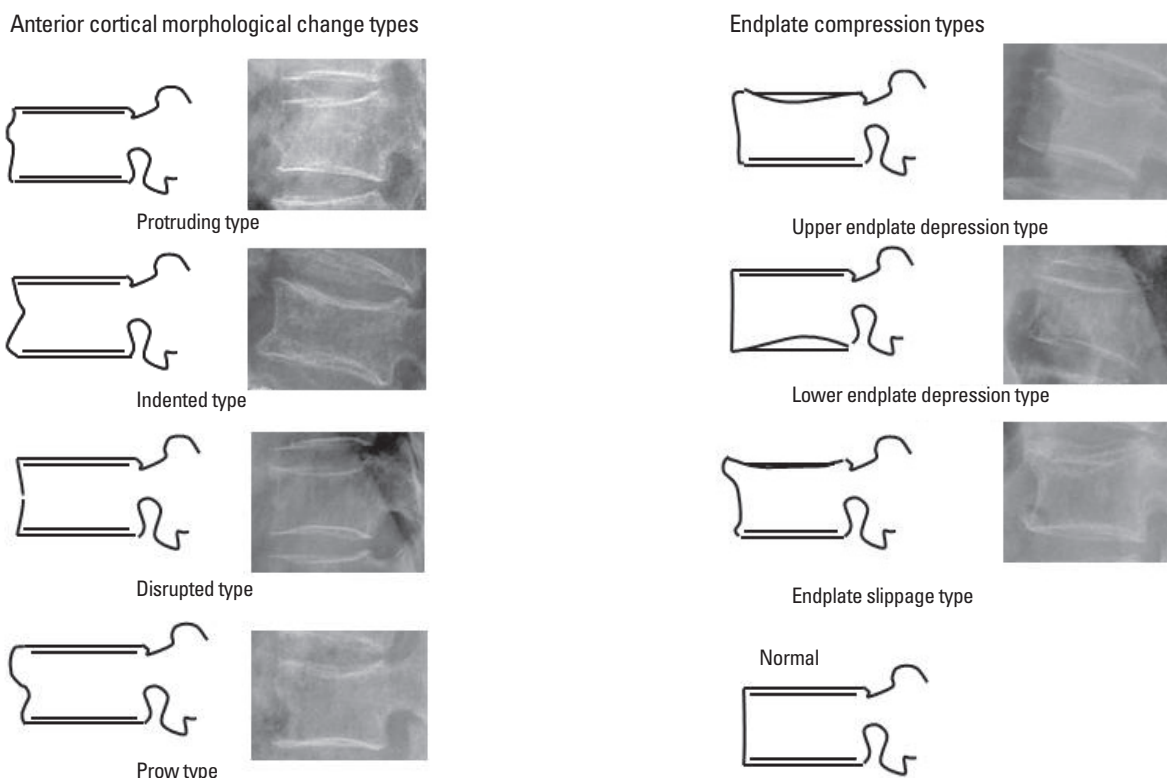 Anterior cortical morphological change types
Protruding type
Indented type
Disrupted type
Prow type
Endplate compression types
Upper endplate depression type
Lower endplate depression type
Endplate slippage type
Normal